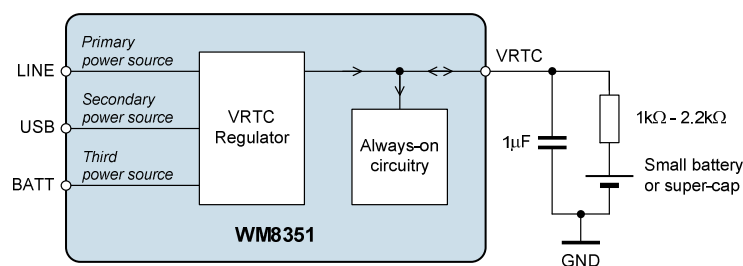 Primary
power source
LINE
Secondary
power source
USB
Third
power source
BATT
VRTC
Regulator
Always-on
circuitry
WM8351
VRTC
1µF
1kΩ - 2.2kΩ
Small battery
or super-cap
GND